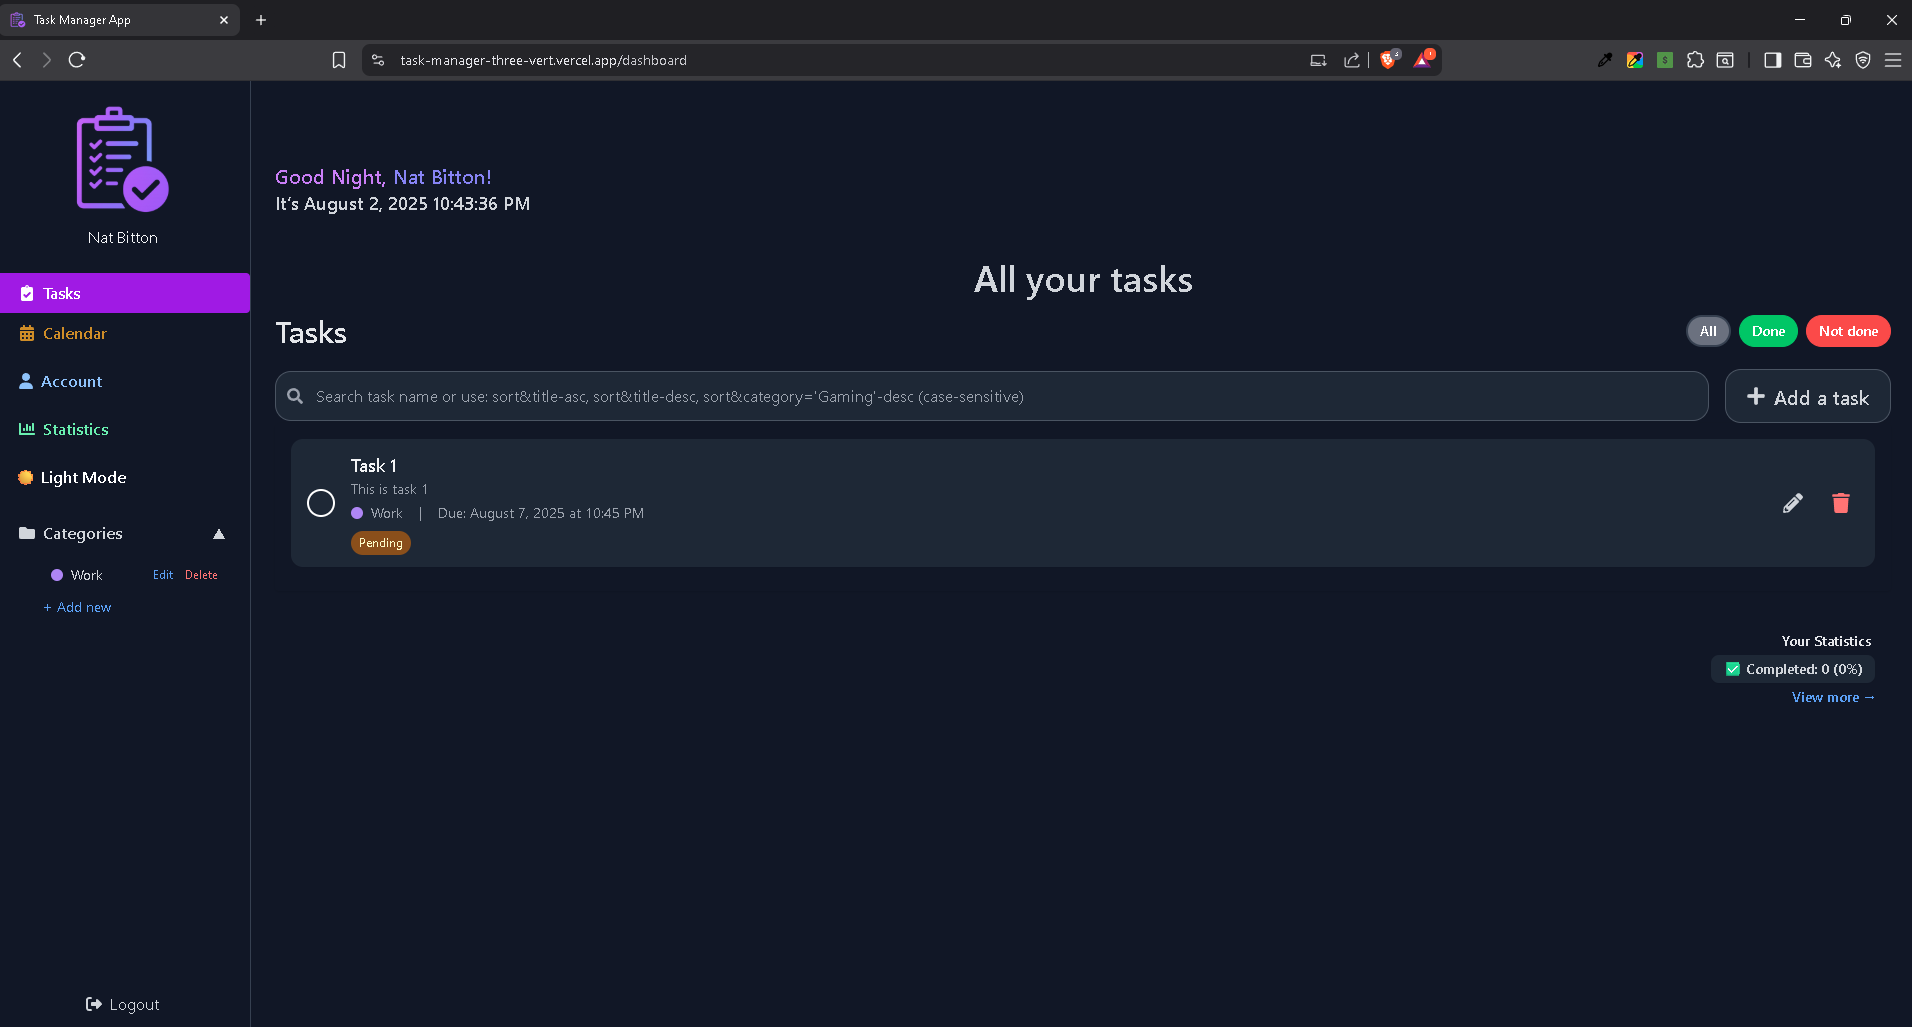 Task Manager App
task-manager-three-vert.vercel.app/dashboard
Nat Bitton
Tasks
Calendar
Account
Statistics
Light Mode
Categories
Work Edit Delete
+ Add new
Logout
Good Night, Nat Bitton!
It's August 2, 2025 10:43:36 PM
All your tasks
Tasks
All Done Not done
Search task name or use: sort&title-asc, sort&title-desc, sort&category='Gaming'-desc (case-sensitive)
+ Add a task
Task 1
This is task 1
Work | Due: August 7, 2025 at 10:45 PM
Pending
Your Statistics
Completed: 0 (0%)
View more →